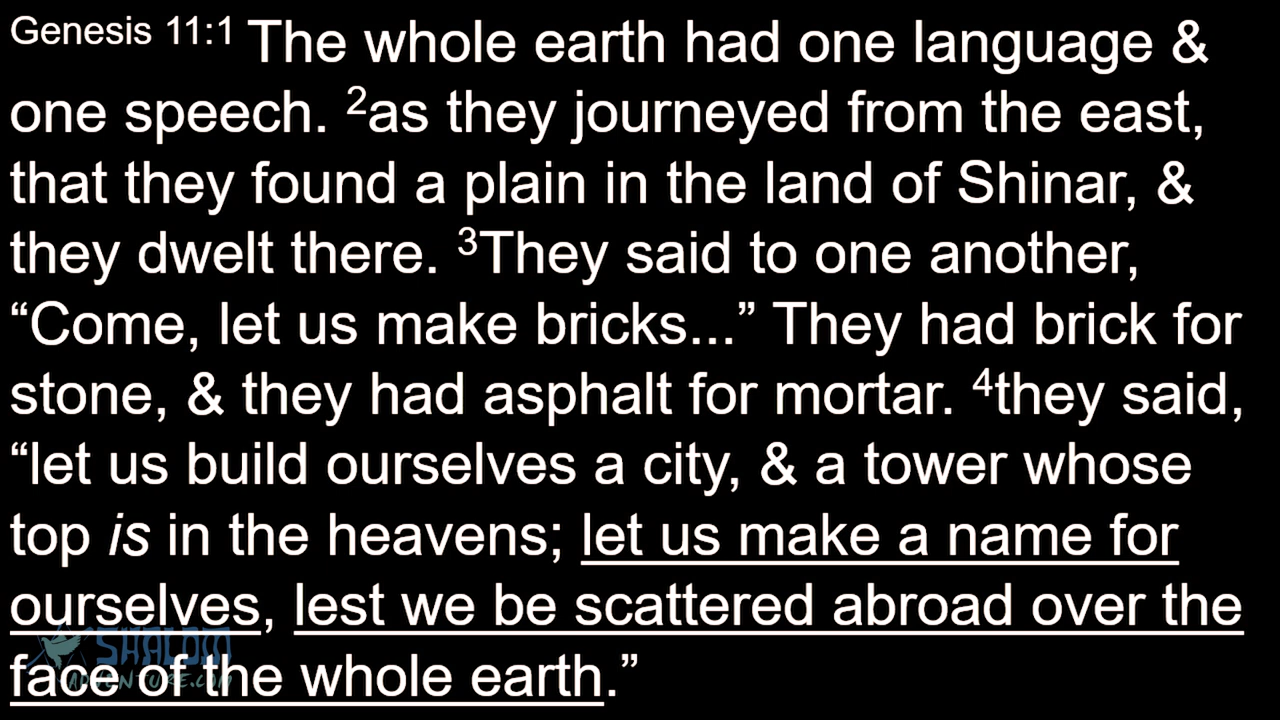 Genesis 11:1 The whole earth had one language &
one speech. 2as they journeyed from the east,
that they found a plain in the land of Shinar, &
they dwelt there. 3They said to one another,
“Come, let us make bricks...” They had brick for
stone, & they had asphalt for mortar. 4they said,
“let us build ourselves a city, & a tower whose
top is in the heavens; let us make a name for
ourselves, lest we be scattered abroad over the
face of the whole earth.”
SHALOM
ADVENTURE.COM